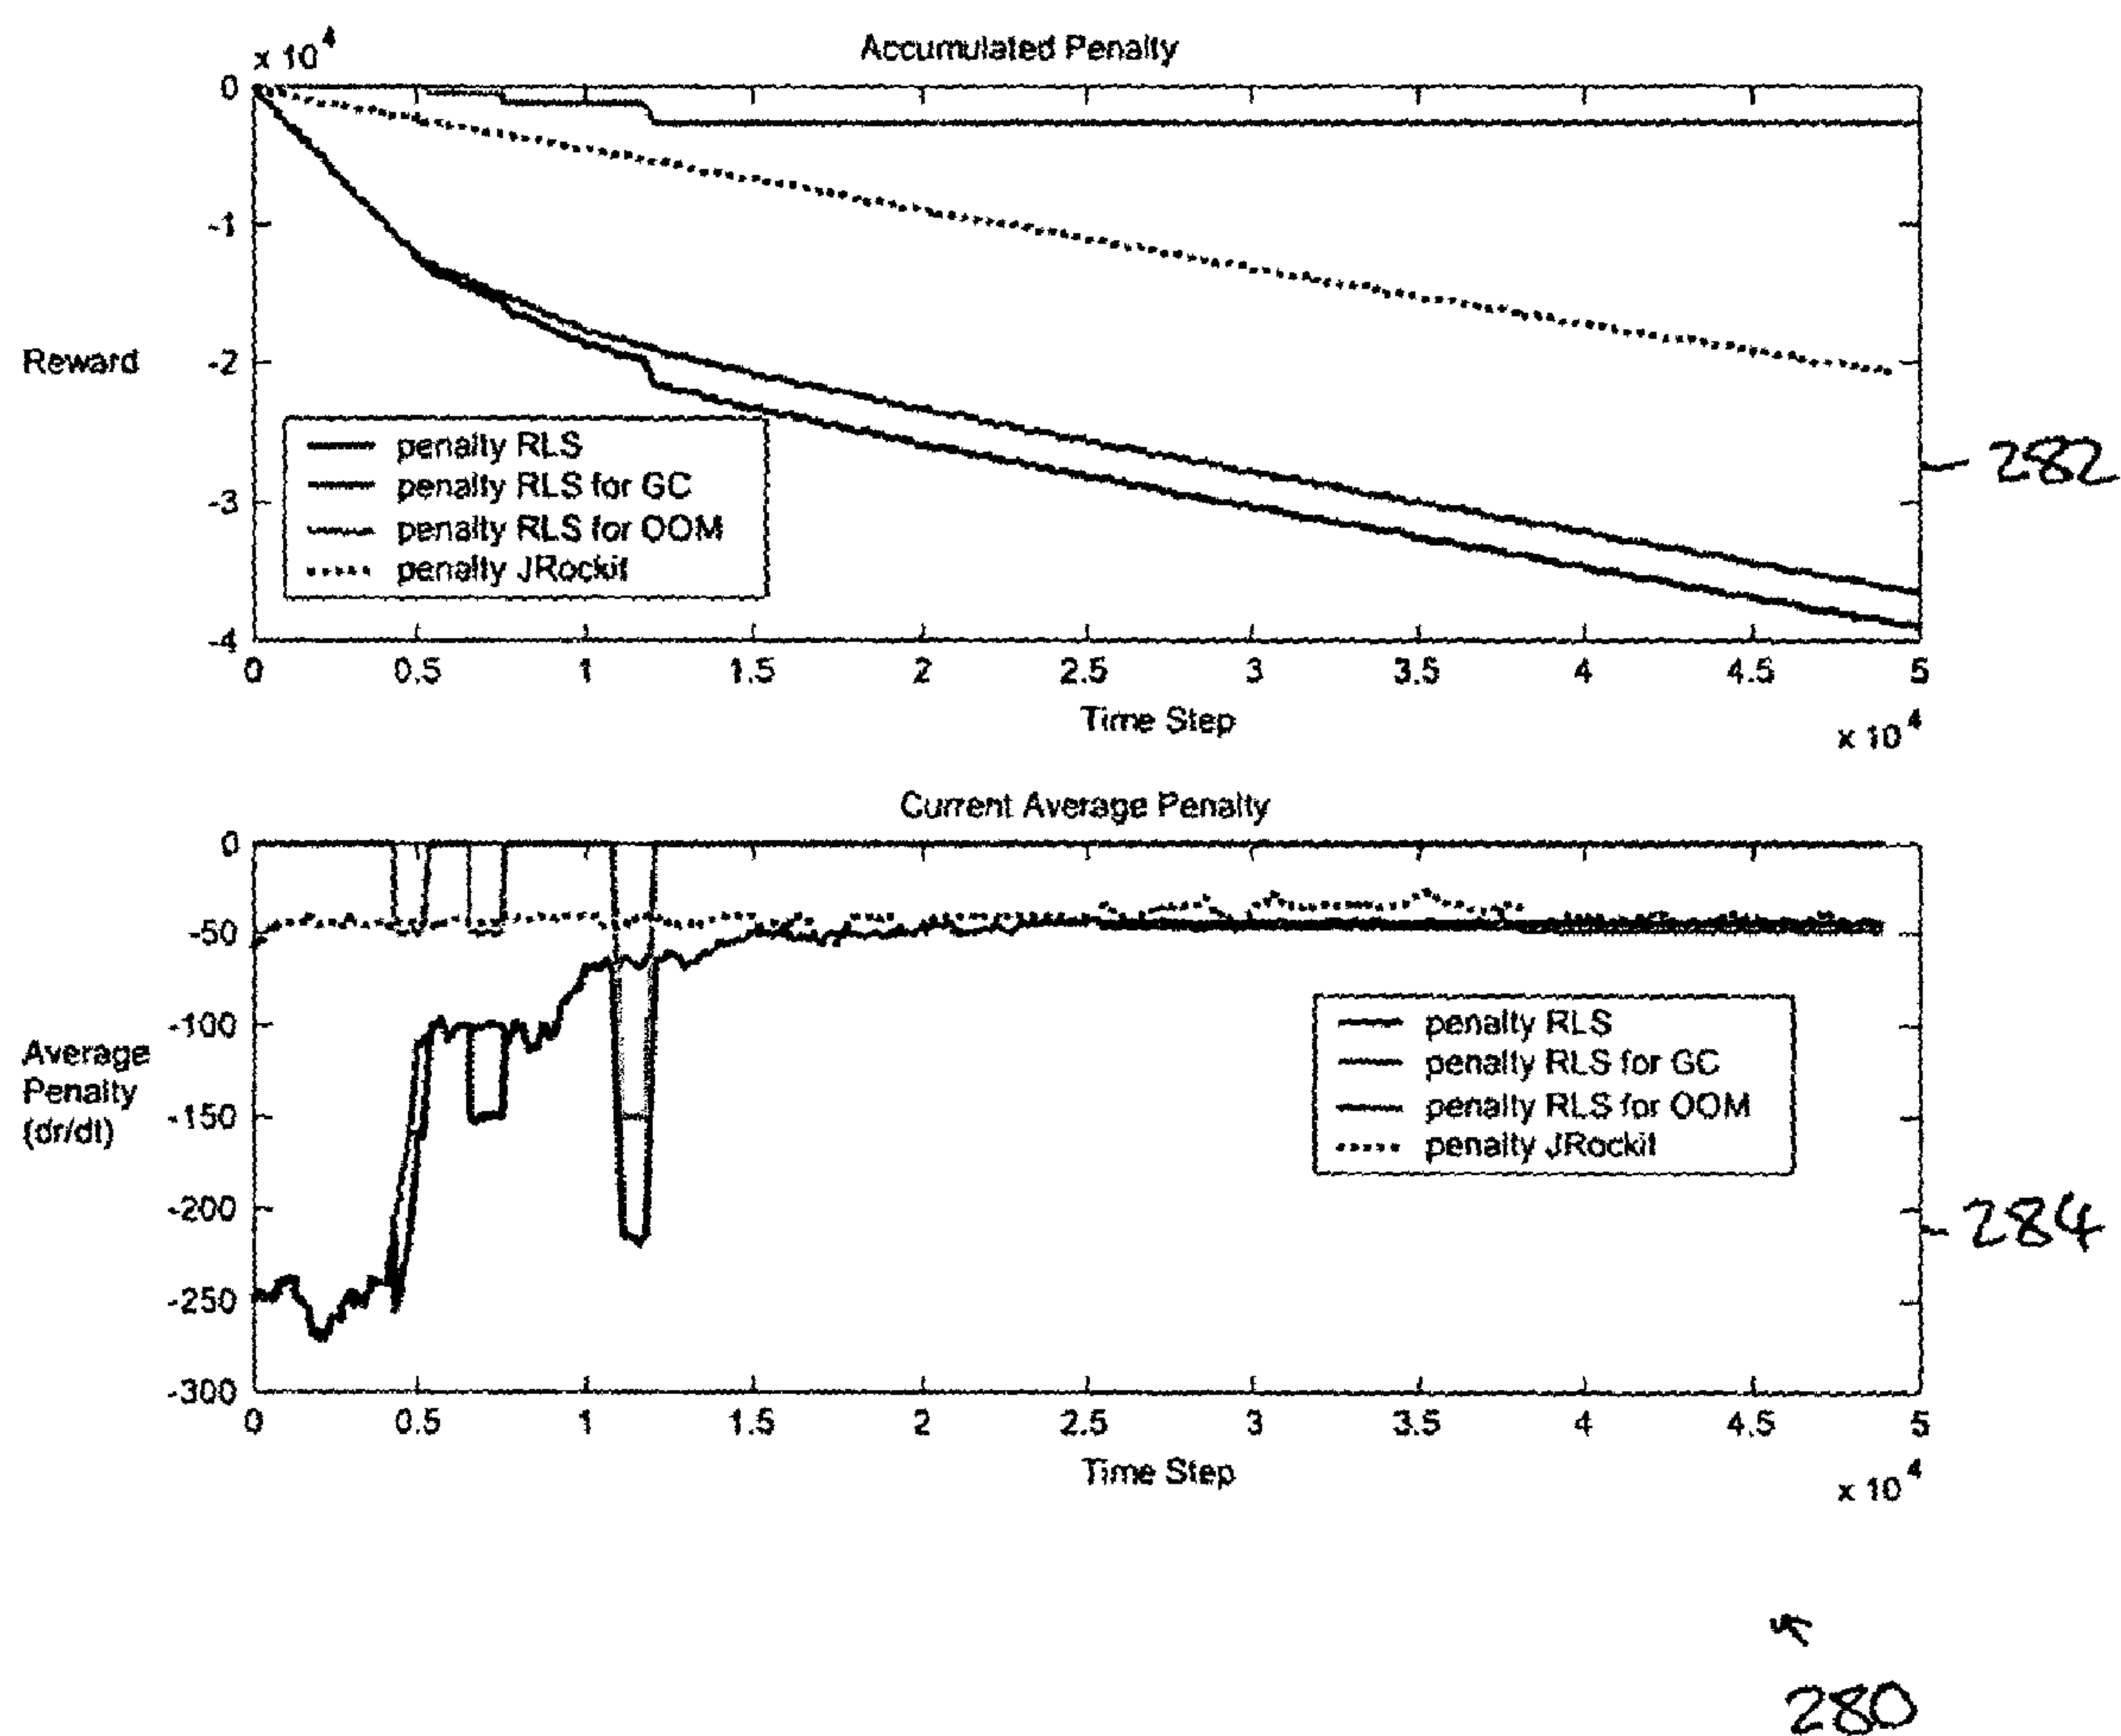 Accumulated Penalty
x 10 4
0
-1
Reward
-2
-3
-4
penalty RLS
penalty RLS for GC
penalty RLS for OOM
penalty JRockit
282
0 0.5 1 1.5 2 2.5 3 3.5 4 4.5 5
Time Step
x 10 4
Current Average Penalty
0
-50
-100
Average
Penalty
(dr/dt)
-150
-200
-250
-300
penalty RLS
penalty RLS for GC
penalty RLS for OOM
penalty JRockit
284
0 0.5 1 1.5 2 2.5 3 3.5 4 4.5 5
Time Step
x 10 4
280